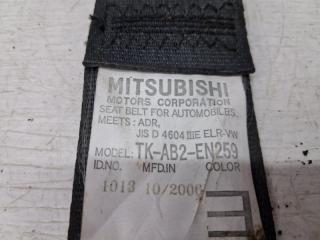 MITSUBISHI
MOTORS CORPORATION
SEAT BELT FOR AUTOMOBILES
MEETS: ADR,
JIS D 4604 IIIE ELR-VW
MODEL: TK-AB2-EN259
ID.NO. MFD.IN COLOR
1013 10/2006
E